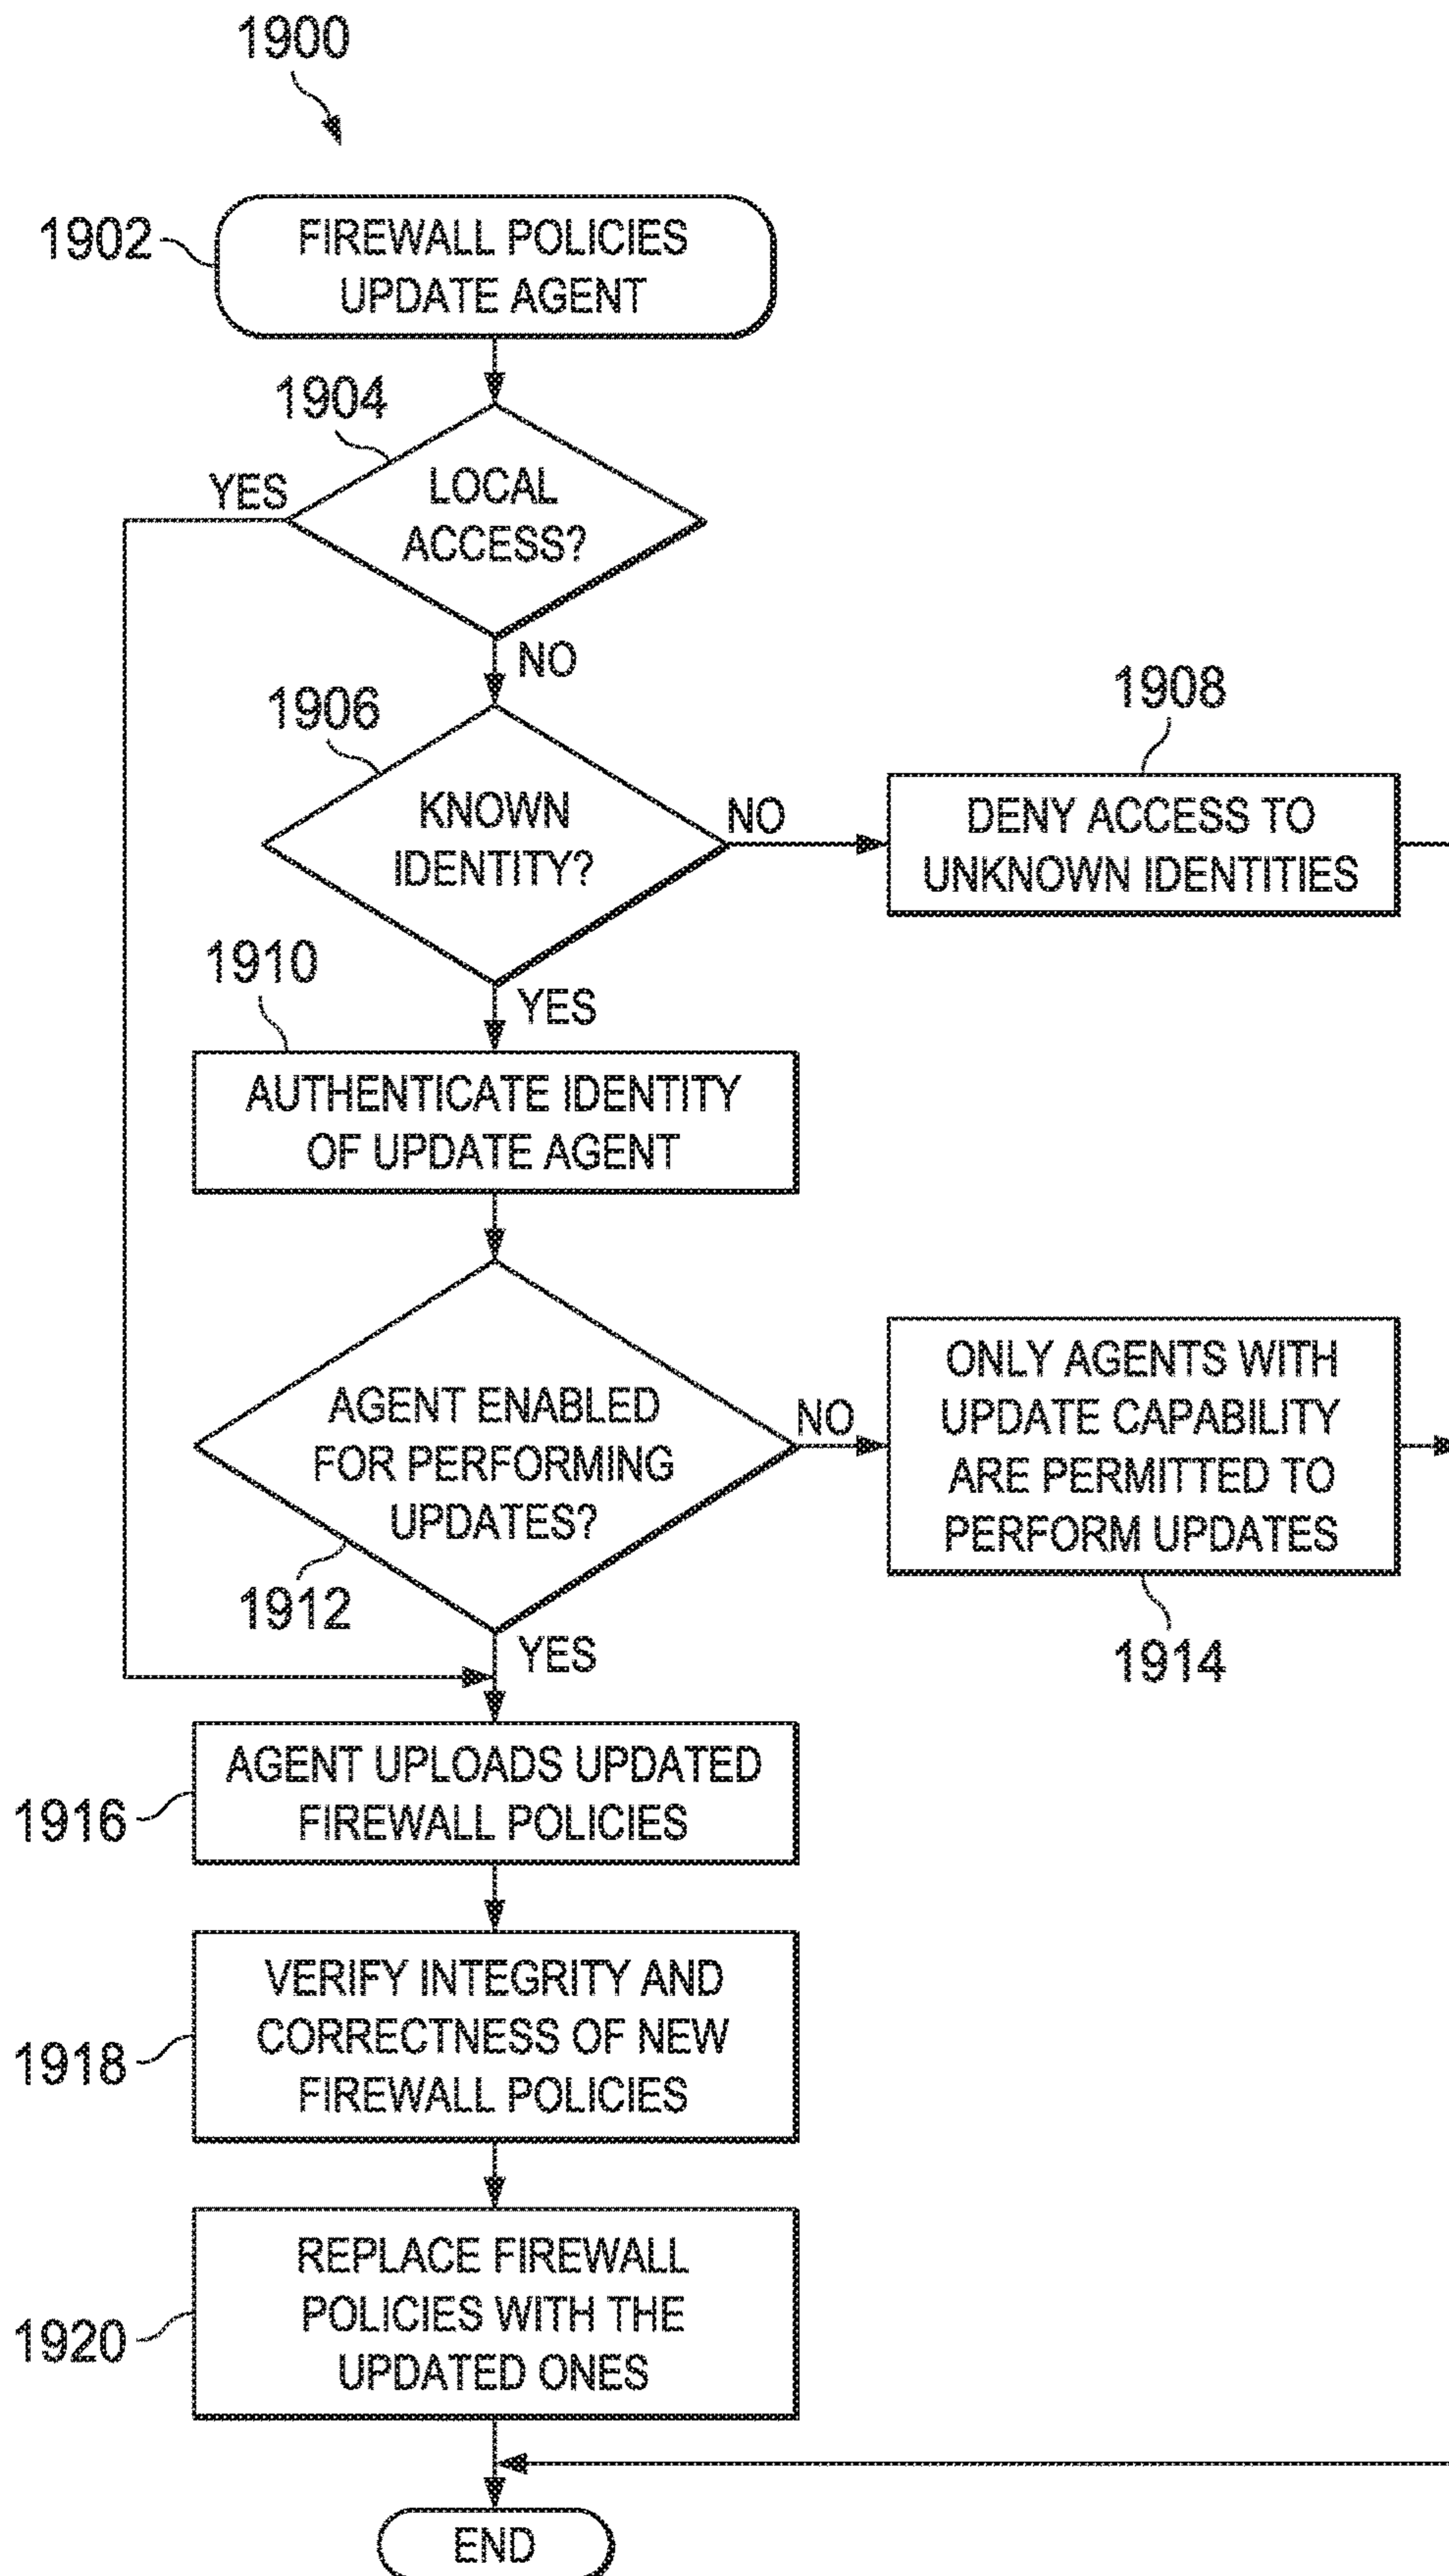 1900
1902
FIREWALL POLICIES
UPDATE AGENT
1904
YES
LOCAL
ACCESS?
NO
1906
KNOWN
IDENTITY?
NO
1908
DENY ACCESS TO
UNKNOWN IDENTITIES
1910
YES
AUTHENTICATE IDENTITY
OF UPDATE AGENT
AGENT ENABLED
FOR PERFORMING
UPDATES?
1912
NO
ONLY AGENTS WITH
UPDATE CAPABILITY
ARE PERMITTED TO
PERFORM UPDATES
1914
YES
AGENT UPLOADS UPDATED
FIREWALL POLICIES
1916
VERIFY INTEGRITY AND
CORRECTNESS OF NEW
FIREWALL POLICIES
1918
REPLACE FIREWALL
POLICIES WITH THE
UPDATED ONES
1920
END